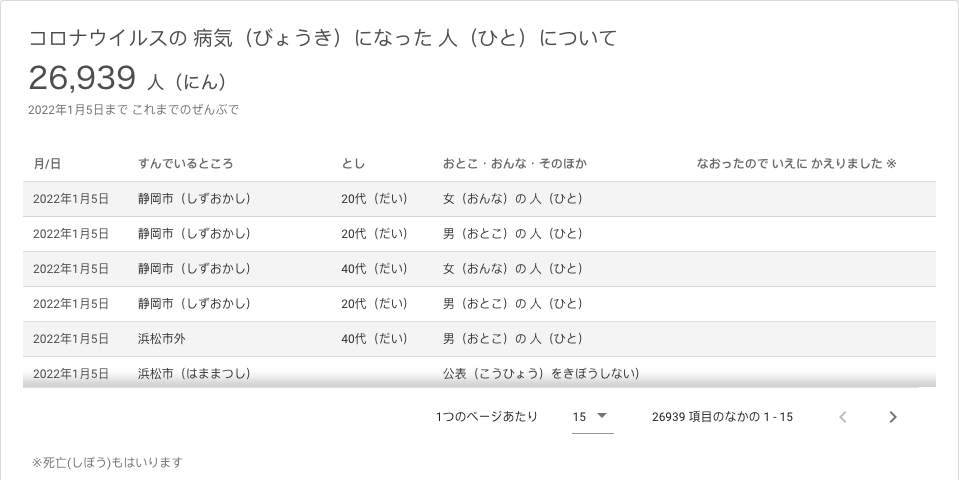 コロナウイルスの 病気（びょうき）になった 人（ひと）について
26,939 人（にん）
2022年1月5日まで これまでのぜんぶで
月/日 すんでいるところ とし おとこ・おんな・そのほか なおったので いえに かえりました ※
2022年1月5日 静岡市（しずおかし） 20代（だい） 女（おんな）の 人（ひと）
2022年1月5日 静岡市（しずおかし） 20代（だい） 男（おとこ）の 人（ひと）
2022年1月5日 静岡市（しずおかし） 40代（だい） 女（おんな）の 人（ひと）
2022年1月5日 静岡市（しずおかし） 20代（だい） 男（おとこ）の 人（ひと）
2022年1月5日 浜松市外 40代（だい） 男（おとこ）の 人（ひと）
2022年1月5日 浜松市（はままつし） 公表（こうひょう）をきぼうしない）
1つのページあたり 15 26939 項目のなかの 1 - 15
※死亡(しぼう)もはいります